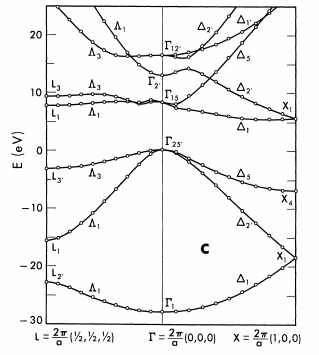 Λ₁ Δ₂' Δ₁'
20 Λ₃ Γ₁₂' Δ₅
Γ₂' Δ₂'
10 L₃ Λ₃ Γ₁₅ X₁
L₁ Λ₁ Δ₁
E (eV)
0 Γ₂₅'
L₃' Λ₃ Δ₅
X₄
-10 Λ₁ Δ₂'
L₁ C
X₁
-20
L₂' Λ₁ Γ₁ Δ₁
-30
L = 2π/a (½,½,½) Γ = 2π/a (0,0,0) X = 2π/a (1,0,0)